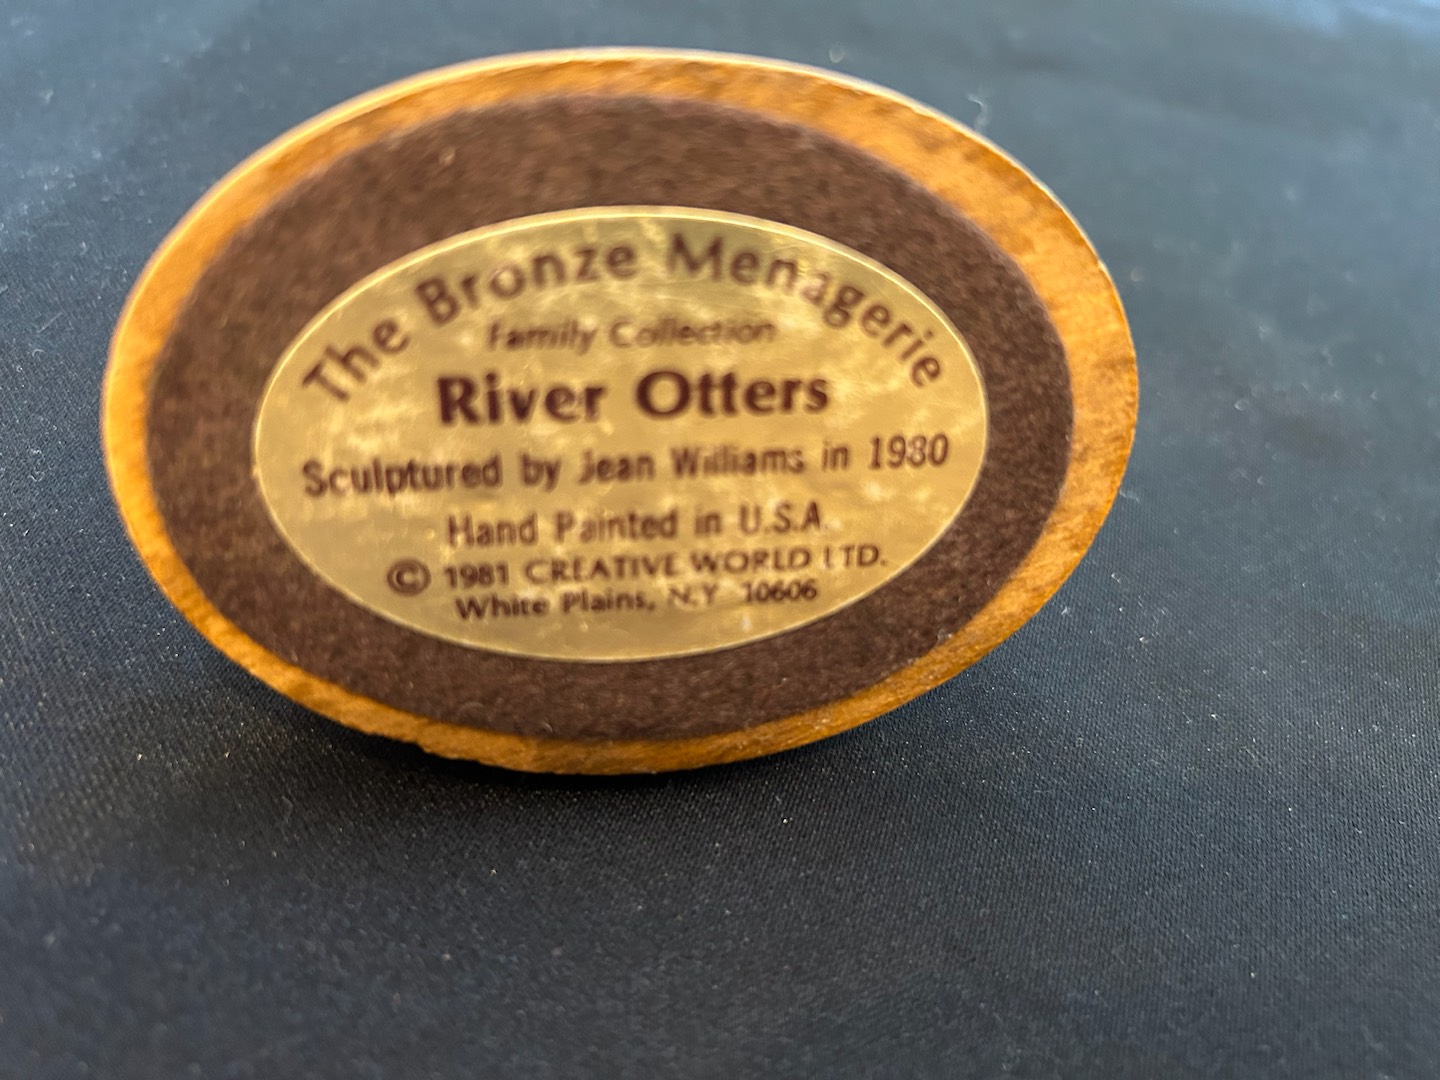 The Bronze Menagerie
Family Collection
River Otters
Sculptured by Jean Williams in 1980
Hand Painted in U.S.A.
© 1981 CREATIVE WORLD LTD.
White Plains, N.Y. 10606